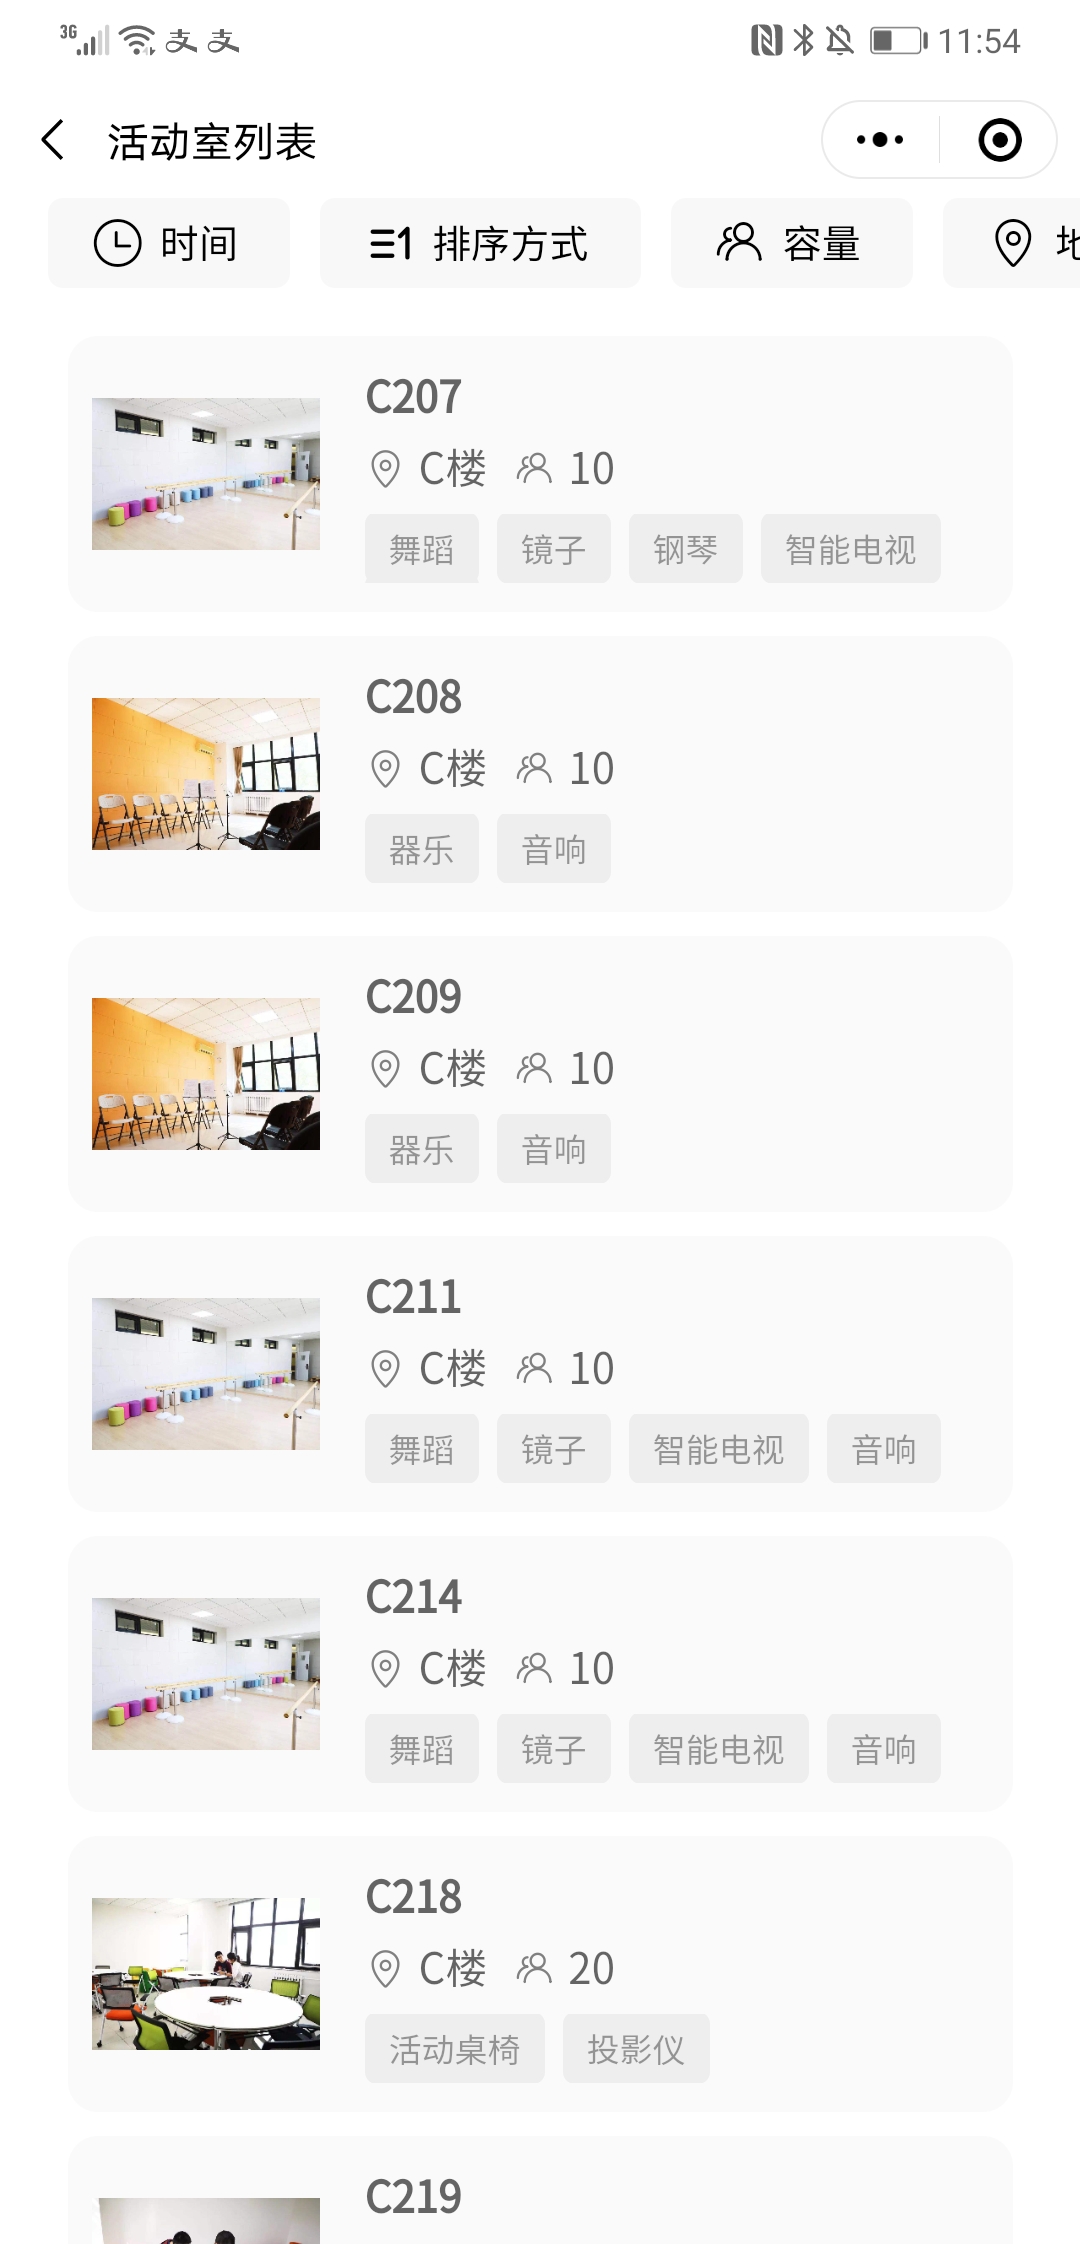 3G 支 支 11:54
活动室列表
时间 排序方式 容量
C207
C楼 10
舞蹈 镜子 钢琴 智能电视
C208
C楼 10
器乐 音响
C209
C楼 10
器乐 音响
C211
C楼 10
舞蹈 镜子 智能电视 音响
C214
C楼 10
舞蹈 镜子 智能电视 音响
C218
C楼 20
活动桌椅 投影仪
C219